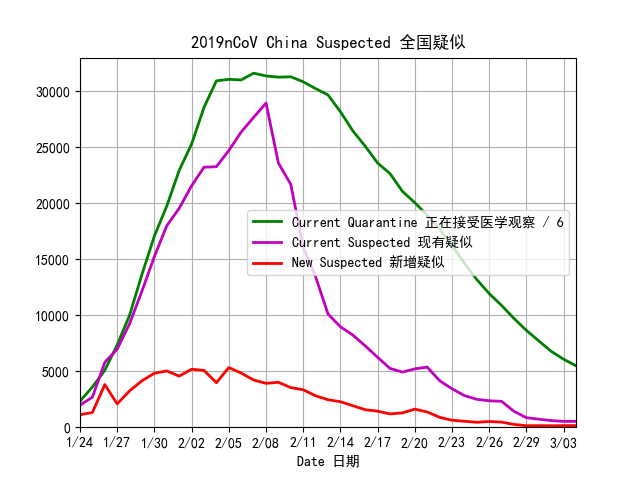 2019nCoV China Suspected 全国疑似
30000
25000
20000
15000
10000
5000
0
Current Quarantine 正在接受医学观察 / 6
Current Suspected 现有疑似
New Suspected 新增疑似
1/24 1/27 1/30 2/02 2/05 2/08 2/11 2/14 2/17 2/20 2/23 2/26 2/29 3/03
Date 日期